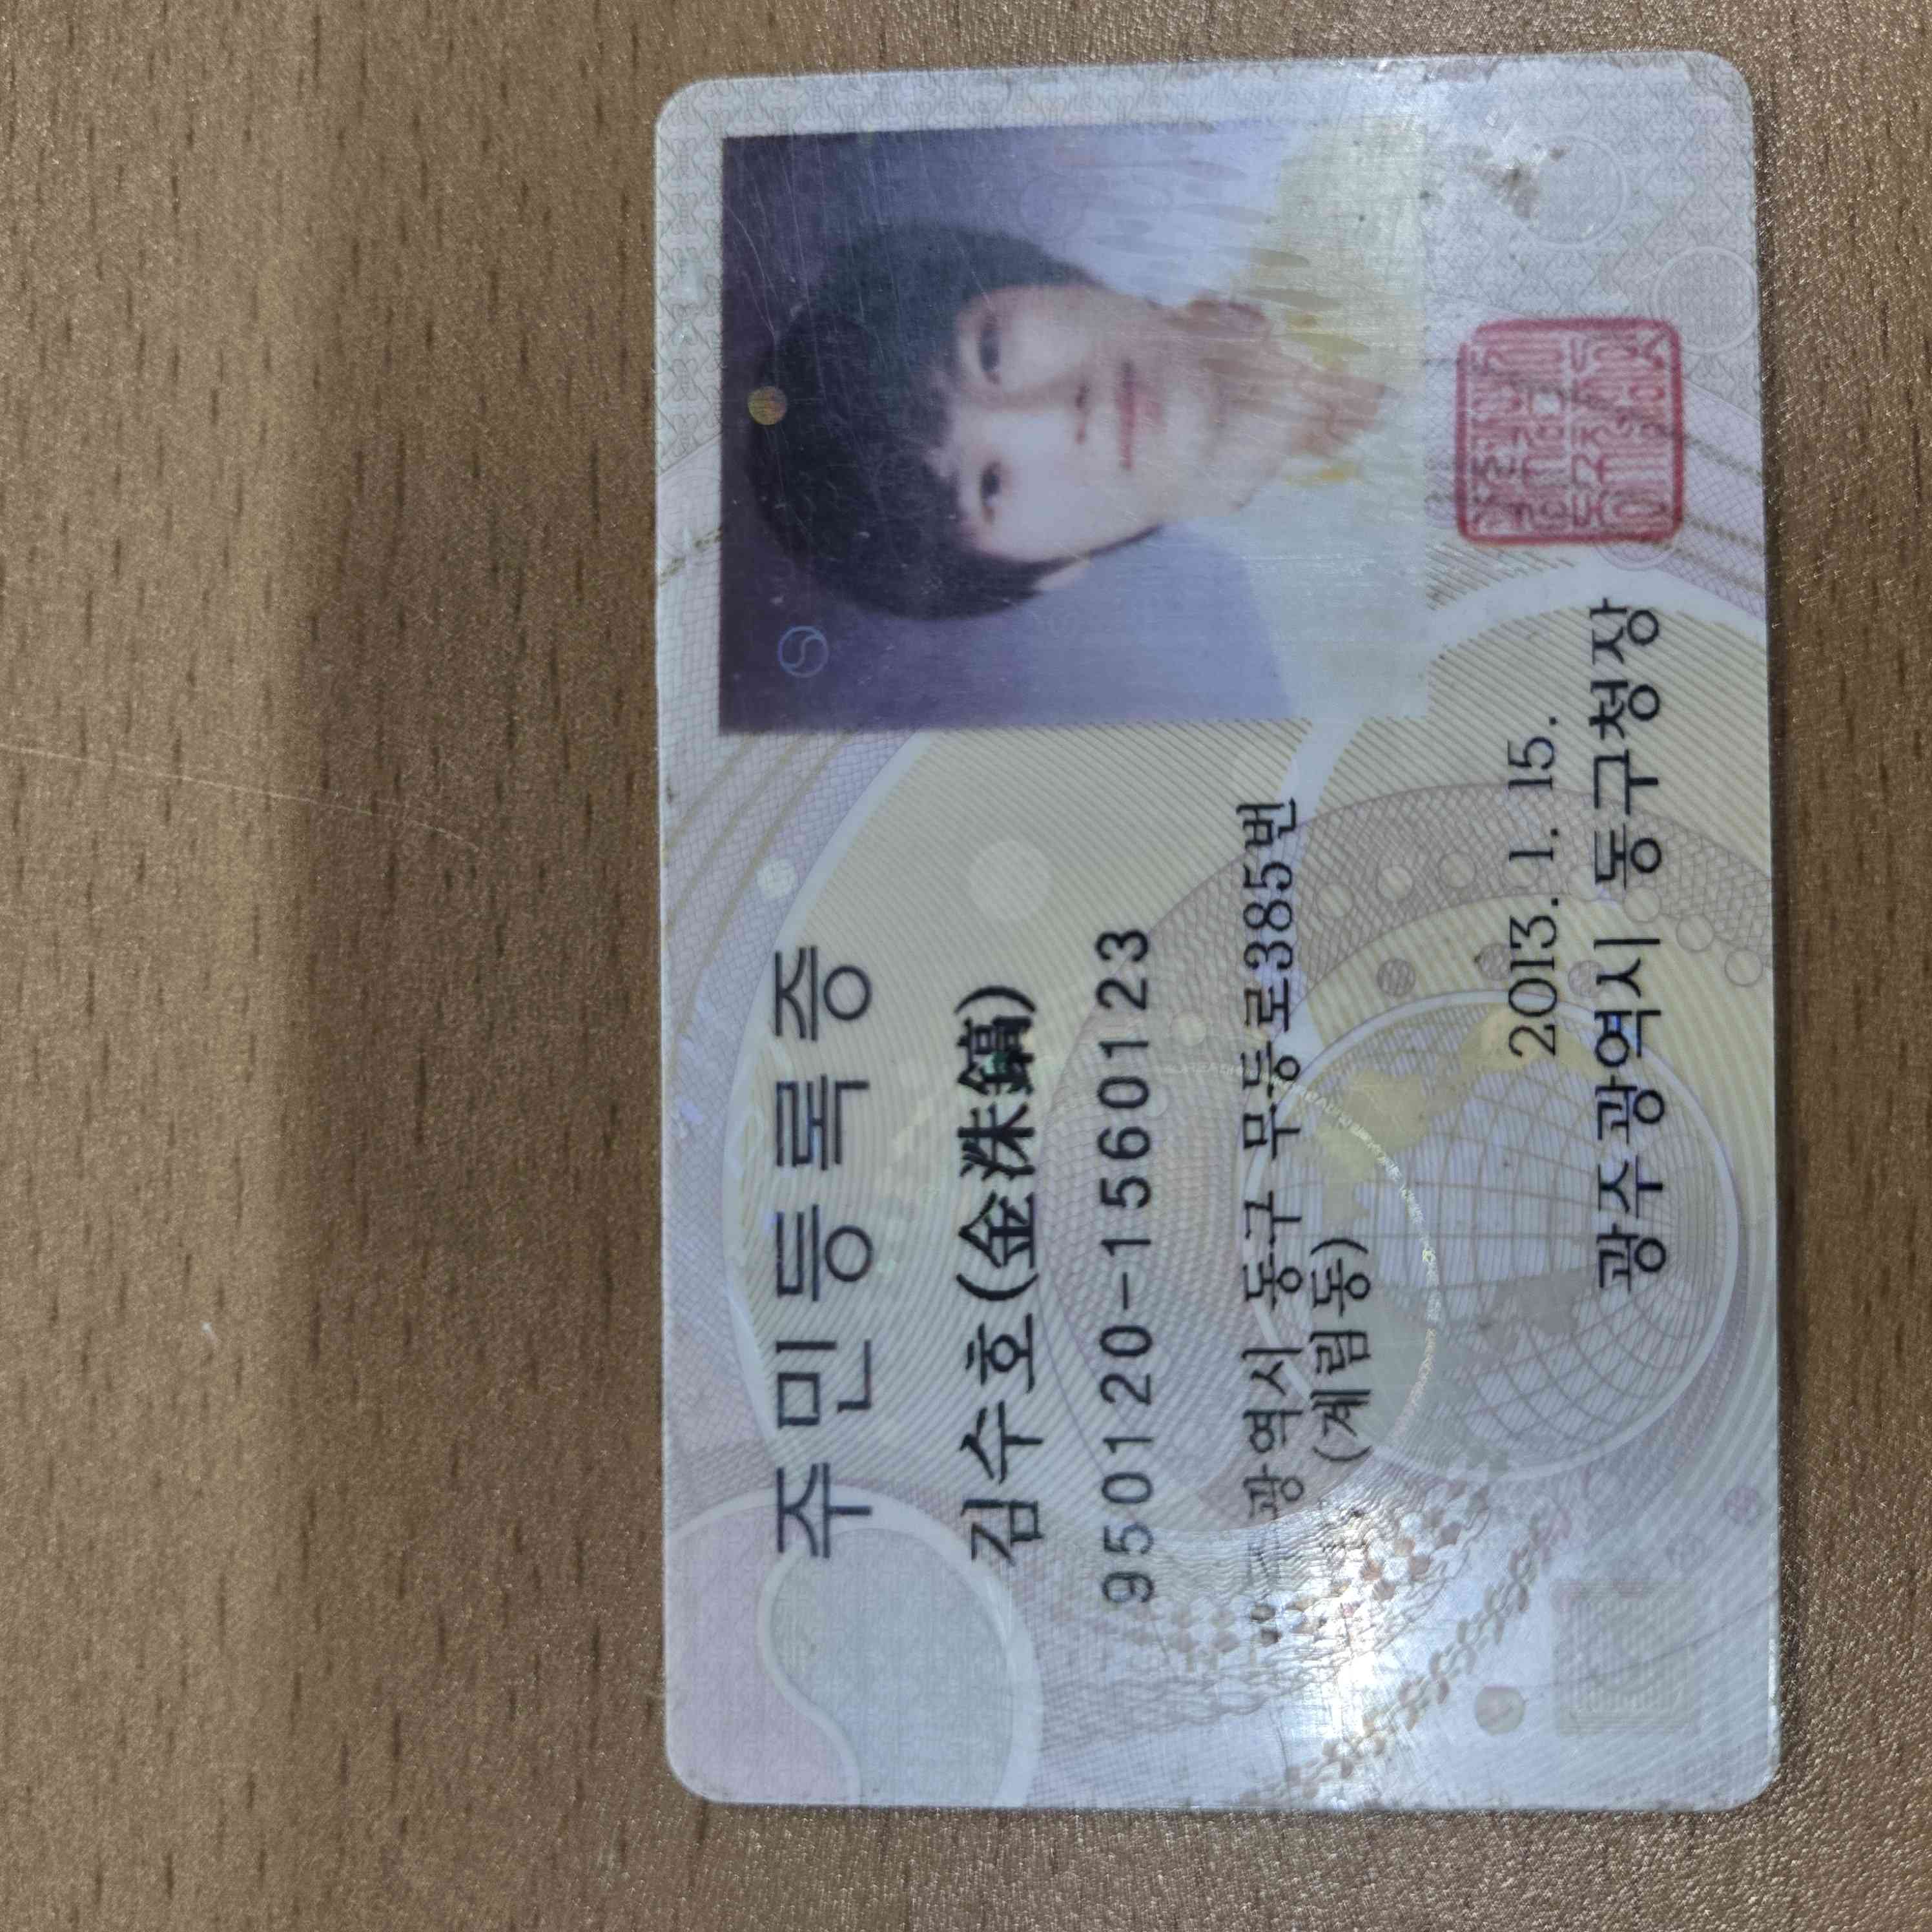 주민등록증
김수호(金洙鎬)
950120-1560123
광역시 동구 무등로385번
(계림동)
2013. 1. 15.
광주광역시 동구청장